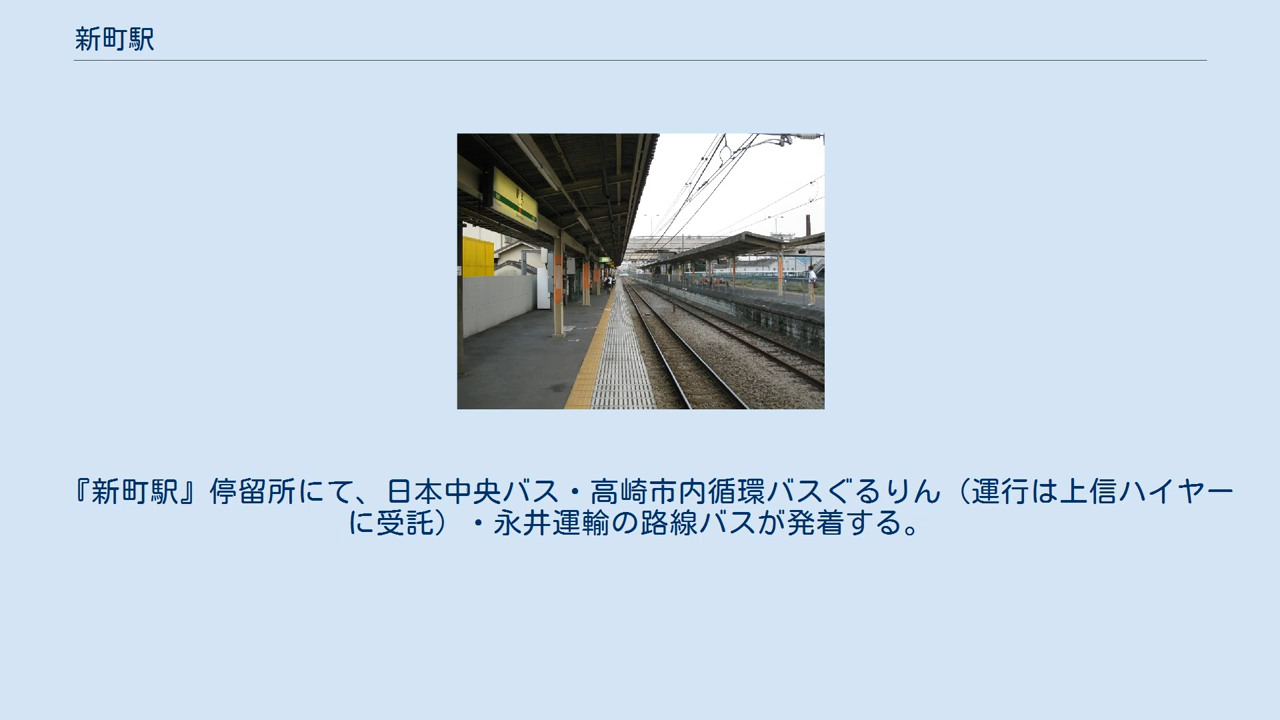 新町駅
『新町駅』停留所にて、日本中央バス・高崎市内循環バスぐるりん（運行は上信ハイヤー
に受託）・永井運輸の路線バスが発着する。